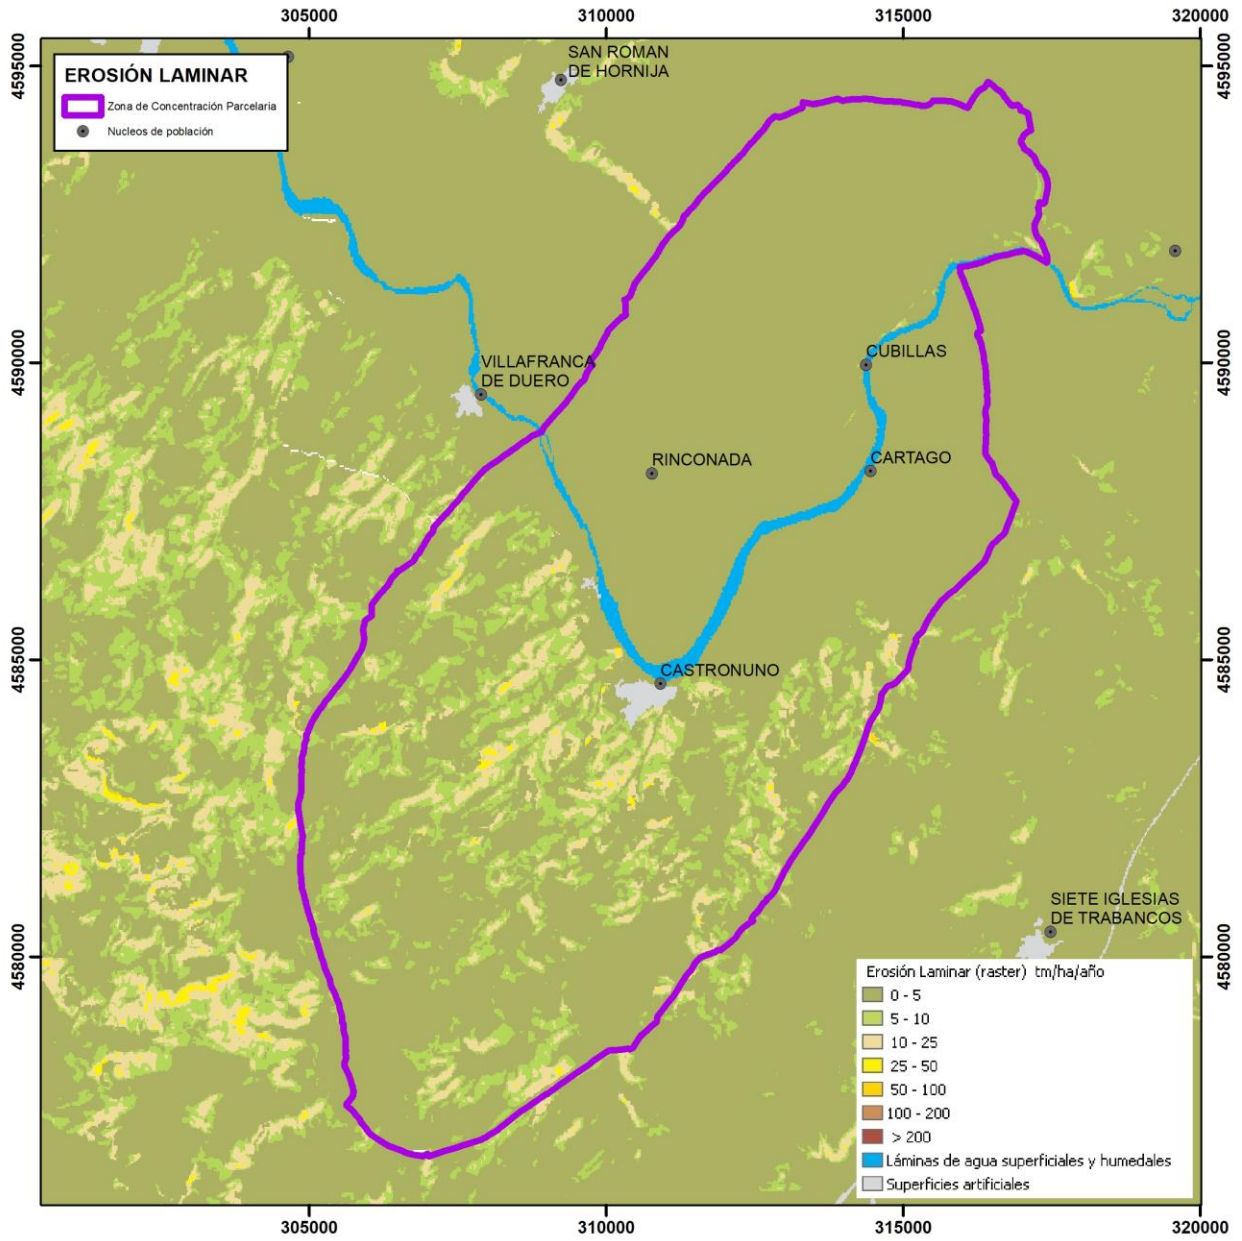 305000
310000
315000
320000
4595000
4595000
EROSIÓN LAMINAR
Zona de Concentración Parcelaria
Nucleos de población
SAN ROMAN
DE HORNIJA
4590000
4590000
VILLAFRANCA
DE DUERO
CUBILLAS
RINCONADA
CARTAGO
4585000
4585000
CASTRONUNO
SIETE IGLESIAS
DE TRABANCOS
4580000
4580000
Erosión Laminar (raster) tm/ha/año
0 - 5
5 - 10
10 - 25
25 - 50
50 - 100
100 - 200
> 200
Láminas de agua superficiales y humedales
Superficies artificiales
305000
310000
315000
320000